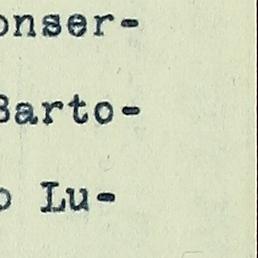 onser-
Barto-
o Lu-